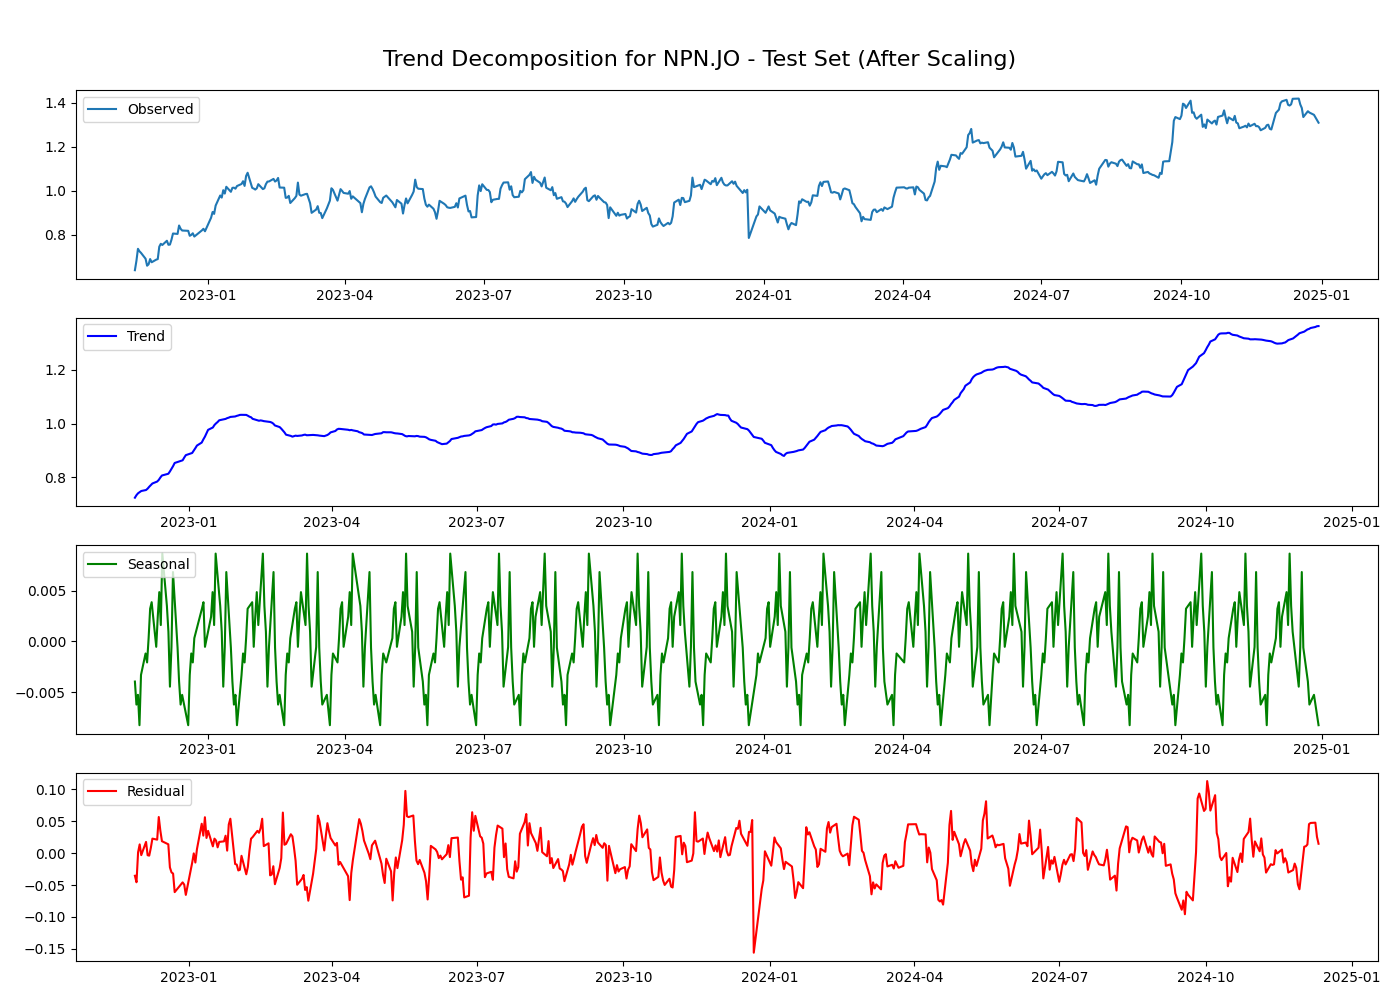 Trend Decomposition for NPN.JO - Test Set (After Scaling)
Observed
1.4
1.2
1.0
0.8
2023-01 2023-04 2023-07 2023-10 2024-01 2024-04 2024-07 2024-10 2025-01
Trend
1.2
1.0
0.8
2023-01 2023-04 2023-07 2023-10 2024-01 2024-04 2024-07 2024-10 2025-01
Seasonal
0.005
0.000
−0.005
2023-01 2023-04 2023-07 2023-10 2024-01 2024-04 2024-07 2024-10 2025-01
Residual
0.10
0.05
0.00
−0.05
−0.10
−0.15
2023-01 2023-04 2023-07 2023-10 2024-01 2024-04 2024-07 2024-10 2025-01